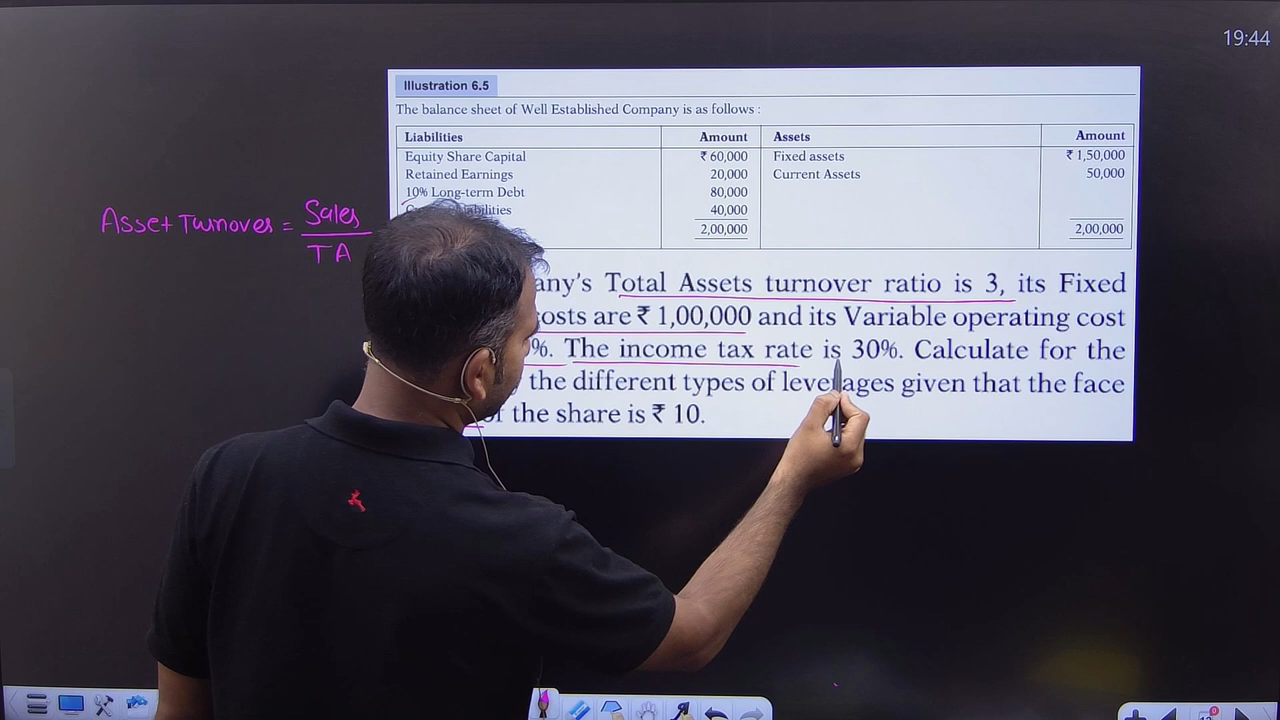 19:44
Illustration 6.5
The balance sheet of Well Established Company is as follows :
Liabilities Amount Assets Amount
Equity Share Capital ₹ 60,000 Fixed assets ₹ 1,50,000
Retained Earnings 20,000 Current Assets 50,000
10% Long-term Debt 80,000
40,000
2,00,000 2,00,000
Asset Turnover = Sales
TA
Total Assets turnover ratio is 3, its Fixed
costs are ₹ 1,00,000 and its Variable operating cost
%. The income tax rate is 30%. Calculate for the
the different types of leverages given that the face
of the share is ₹ 10.